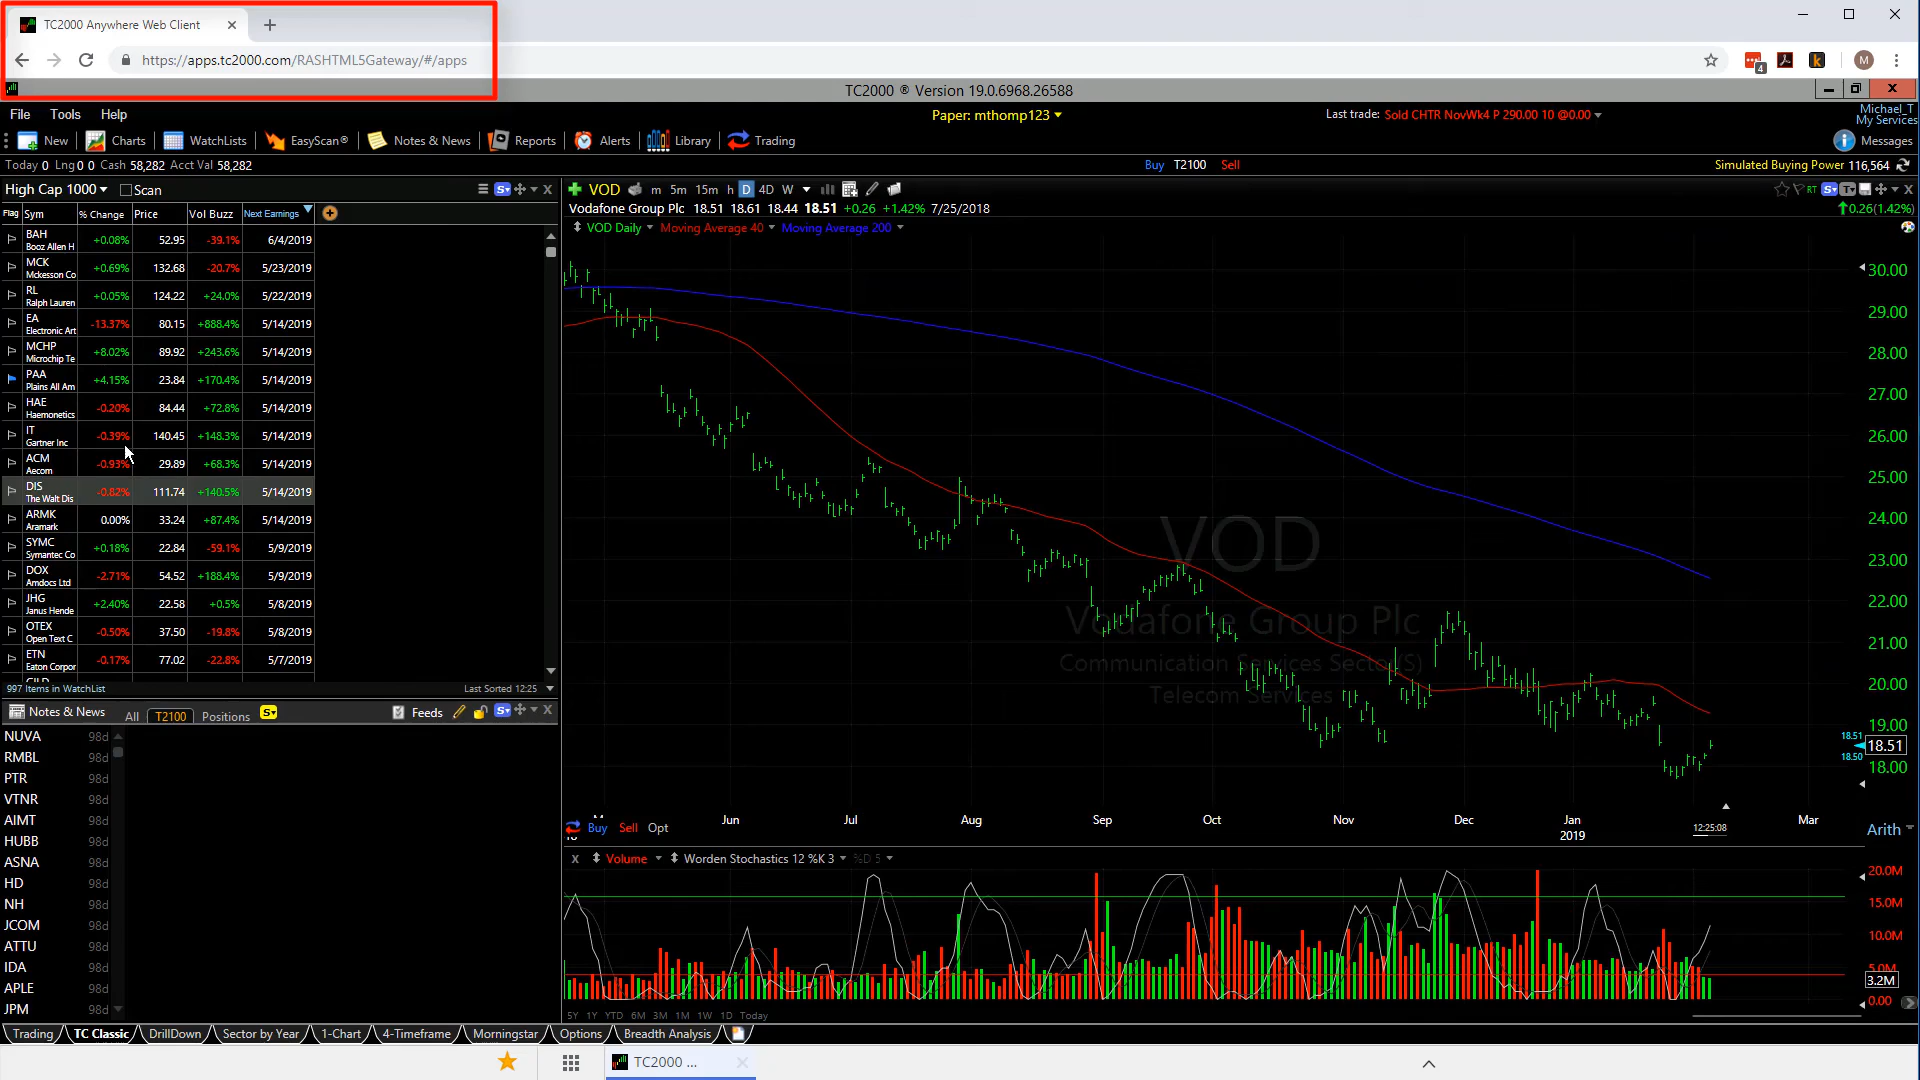 TC2000 Anywhere Web Client
https://apps.tc2000.com/RASHTML5Gateway/#/apps
4
M
TC2000 ® Version 19.0.6968.26588
File Tools Help
Paper: mthomp123
Last trade: Sold CHTR NovWk4 P 290.00 10 @0.00
Michael_T
My Services
New Charts WatchLists EasyScan® Notes & News Reports Alerts Library Trading
Messages
Today 0 Lng 0 0 Cash 58,282 Acct Val 58,282
Buy T2100 Sell
Simulated Buying Power 116,564
High Cap 1000 Scan
Flag Sym % Change Price Vol Buzz Next Earnings
BAH Booz Allen H +0.08% 52.95 -39.1% 6/4/2019
MCK Mckesson Co +0.69% 132.68 -20.7% 5/23/2019
RL Ralph Lauren +0.05% 124.22 +24.0% 5/22/2019
EA Electronic Art -13.37% 80.15 +888.4% 5/14/2019
MCHP Microchip Te +8.02% 89.92 +243.6% 5/14/2019
PAA Plains All Am +4.15% 23.84 +170.4% 5/14/2019
HAE Haemonetics -0.20% 84.44 +72.8% 5/14/2019
IT Gartner Inc -0.39% 140.45 +148.3% 5/14/2019
ACM Aecom -0.93% 29.89 +68.3% 5/14/2019
DIS The Walt Dis -0.82% 111.74 +140.5% 5/14/2019
ARMK Aramark 0.00% 33.24 +87.4% 5/14/2019
SYMC Symantec Co +0.18% 22.84 -59.1% 5/9/2019
DOX Amdocs Ltd -2.71% 54.52 +188.4% 5/9/2019
JHG Janus Hende +2.40% 22.58 +0.5% 5/8/2019
OTEX Open Text C -0.50% 37.50 -19.8% 5/8/2019
ETN Eaton Corpor -0.17% 77.02 -22.8% 5/7/2019
997 Items in WatchList
Last Sorted 12:25
Notes & News All T2100 Positions S
Feeds S
NUVA 98d
RMBL 98d
PTR 98d
VTNR 98d
AIMT 98d
HUBB 98d
ASNA 98d
HD 98d
NH 98d
JCOM 98d
ATTU 98d
IDA 98d
APLE 98d
JPM 98d
VOD m 5m 15m h D 4D W
RT S T
Vodafone Group Plc 18.51 18.61 18.44 18.51 +0.26 +1.42% 7/25/2018
0.26(1.42%)
VOD Daily Moving Average 40 Moving Average 200
30.00
29.00
28.00
27.00
26.00
25.00
24.00
23.00
22.00
21.00
20.00
19.00
18.51
18.51
18.50
18.00
VOD
Vodafone Group Plc
Communication Services Sector(S)
Telecom Services
Jun Jul Aug Sep Oct Nov Dec Jan Mar
2019
12:25:08
Buy Sell Opt
Arith
X Volume Worden Stochastics 12 %K 3 %D 5
20.0M
15.0M
10.0M
5.0M
3.2M
0.00
5Y 1Y YTD 6M 3M 1M 1W 1D Today
Trading TC Classic DrillDown Sector by Year 1-Chart 4-Timeframe Morningstar Options Breadth Analysis
TC2000 ...